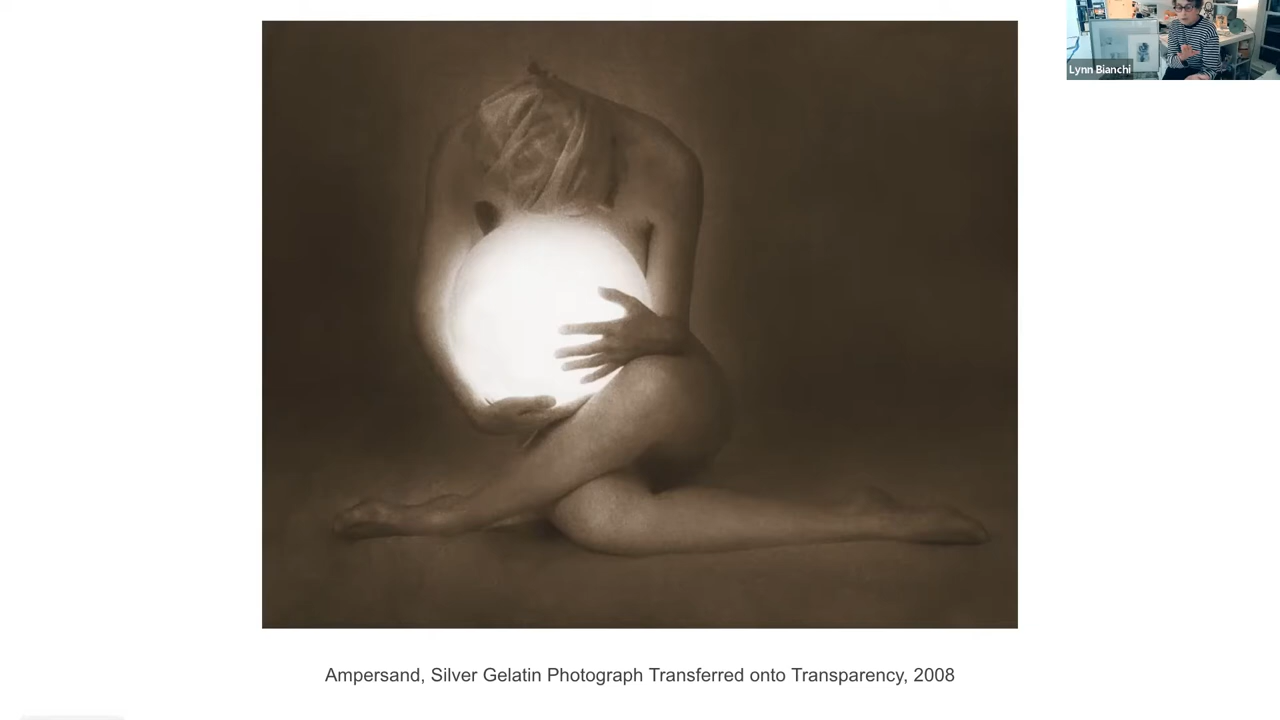 Lynn Bianchi
Ampersand, Silver Gelatin Photograph Transferred onto Transparency, 2008